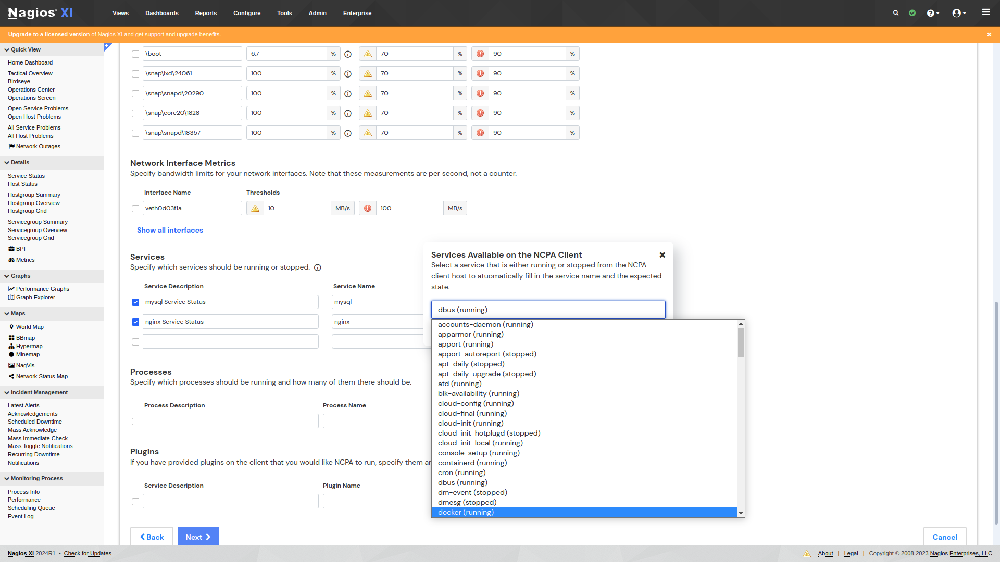 Nagios XI
Views
Dashboards
Reports
Configure
Tools
Admin
Enterprise
Upgrade to a licensed version of Nagios XI and get support and upgrade benefits.
Quick View
Home Dashboard
Tactical Overview
Birdseye
Operations Center
Operations Screen
Open Service Problems
Open Host Problems
All Service Problems
All Host Problems
Network Outages
Details
Service Status
Host Status
Hostgroup Summary
Hostgroup Overview
Hostgroup Grid
Servicegroup Summary
Servicegroup Overview
Servicegroup Grid
BPI
Metrics
Graphs
Performance Graphs
Graph Explorer
Maps
World Map
BBmap
Hypermap
Minemap
NagVis
Network Status Map
Incident Management
Latest Alerts
Acknowledgements
Scheduled Downtime
Mass Acknowledge
Mass Immediate Check
Mass Toggle Notifications
Recurring Downtime
Notifications
Monitoring Process
Process Info
Performance
Scheduling Queue
Event Log
\boot 6.7 % 70 % 90 %
\snap\lxd\24061 100 % 70 % 90 %
\snap\snapd\20290 100 % 70 % 90 %
\snap\core20\1828 100 % 70 % 90 %
\snap\snapd\18357 100 % 70 % 90 %
Network Interface Metrics
Specify bandwidth limits for your network interfaces. Note that these measurements are per second, not a counter.
Interface Name Thresholds
veth0d03f1a 10 MB/s 100 MB/s
Show all interfaces
Services
Specify which services should be running or stopped.
Service Description Service Name
mysql Service Status mysql
nginx Service Status nginx
Processes
Specify which processes should be running and how many of them there should be.
Process Description Process Name
Plugins
If you have provided plugins on the client that you would like NCPA to run, specify them ar
Service Description Plugin Name
Services Available on the NCPA Client
Select a service that is either running or stopped from the NCPA
client host to atuomatically fill in the service name and the expected
state.
dbus (running)
accounts-daemon (running)
apparmor (running)
apport (running)
apport-autoreport (stopped)
apt-daily (stopped)
apt-daily-upgrade (stopped)
atd (running)
blk-availability (running)
cloud-config (running)
cloud-final (running)
cloud-init (running)
cloud-init-hotplugd (stopped)
cloud-init-local (running)
console-setup (running)
containerd (running)
cron (running)
dbus (running)
dm-event (stopped)
dmesg (stopped)
docker (running)
Back
Next
Cancel
Nagios XI 2024R1 • Check for Updates
About | Legal | Copyright © 2008-2023 Nagios Enterprises, LLC